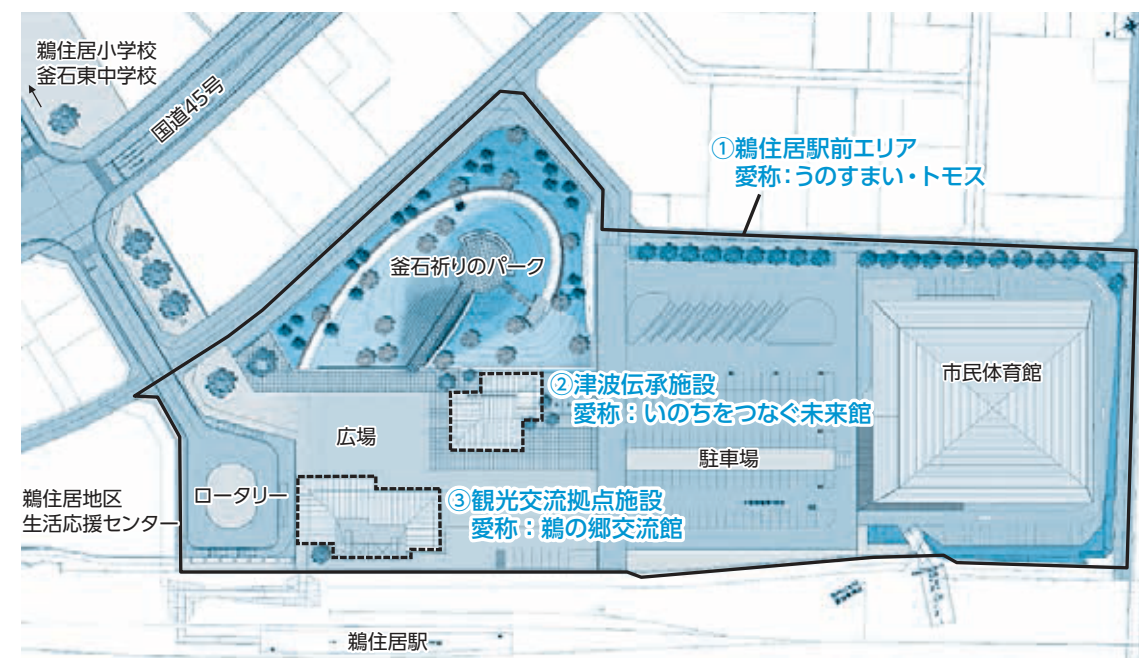 鵜住居小学校
釜石東中学校
国道45号
①鵜住居駅前エリア
愛称：うのすまい・トモス
釜石祈りのパーク
②津波伝承施設
愛称：いのちをつなぐ未来館
市民体育館
広場
駐車場
ロータリー
③観光交流拠点施設
愛称：鵜の郷交流館
鵜住居地区
生活応援センター
鵜住居駅